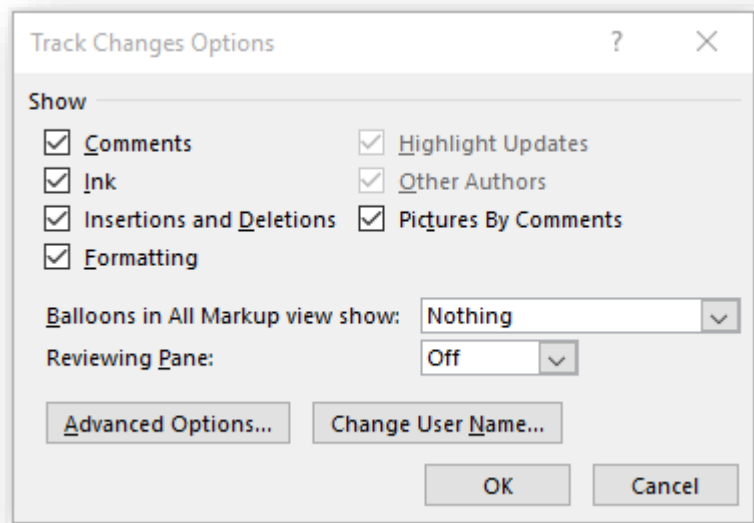 Track Changes Options ?
Show
Comments Highlight Updates
Ink Other Authors
Insertions and Deletions Pictures By Comments
Formatting
Balloons in All Markup view show: Nothing
Reviewing Pane: Off
Advanced Options... Change User Name...
OK Cancel